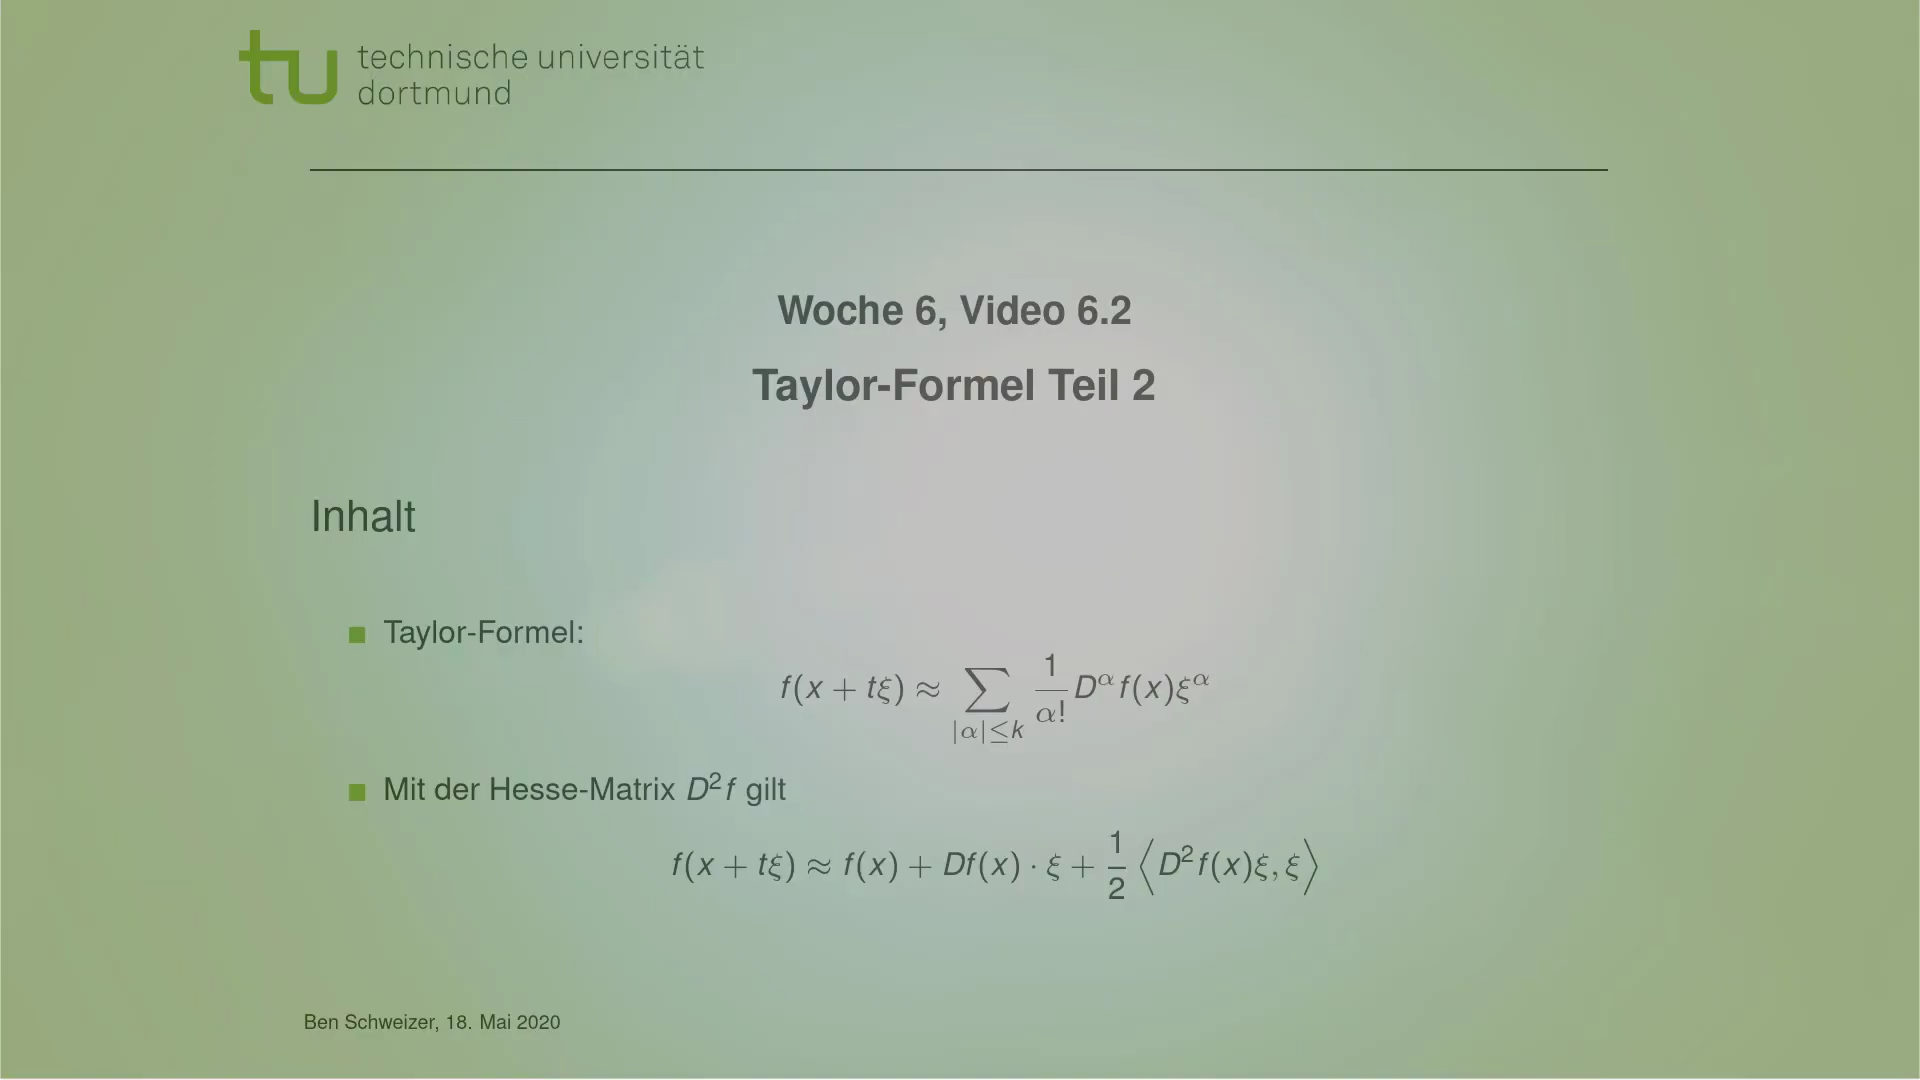 technische universität
dortmund
Woche 6, Video 6.2
Taylor-Formel Teil 2
Inhalt
Taylor-Formel:
f(x + tξ) ≈ ∑_{|α|≤k} 1/α! D^α f(x)ξ^α
Mit der Hesse-Matrix D²f gilt
f(x + tξ) ≈ f(x) + Df(x) · ξ + 1/2 ⟨D²f(x)ξ, ξ⟩
Ben Schweizer, 18. Mai 2020